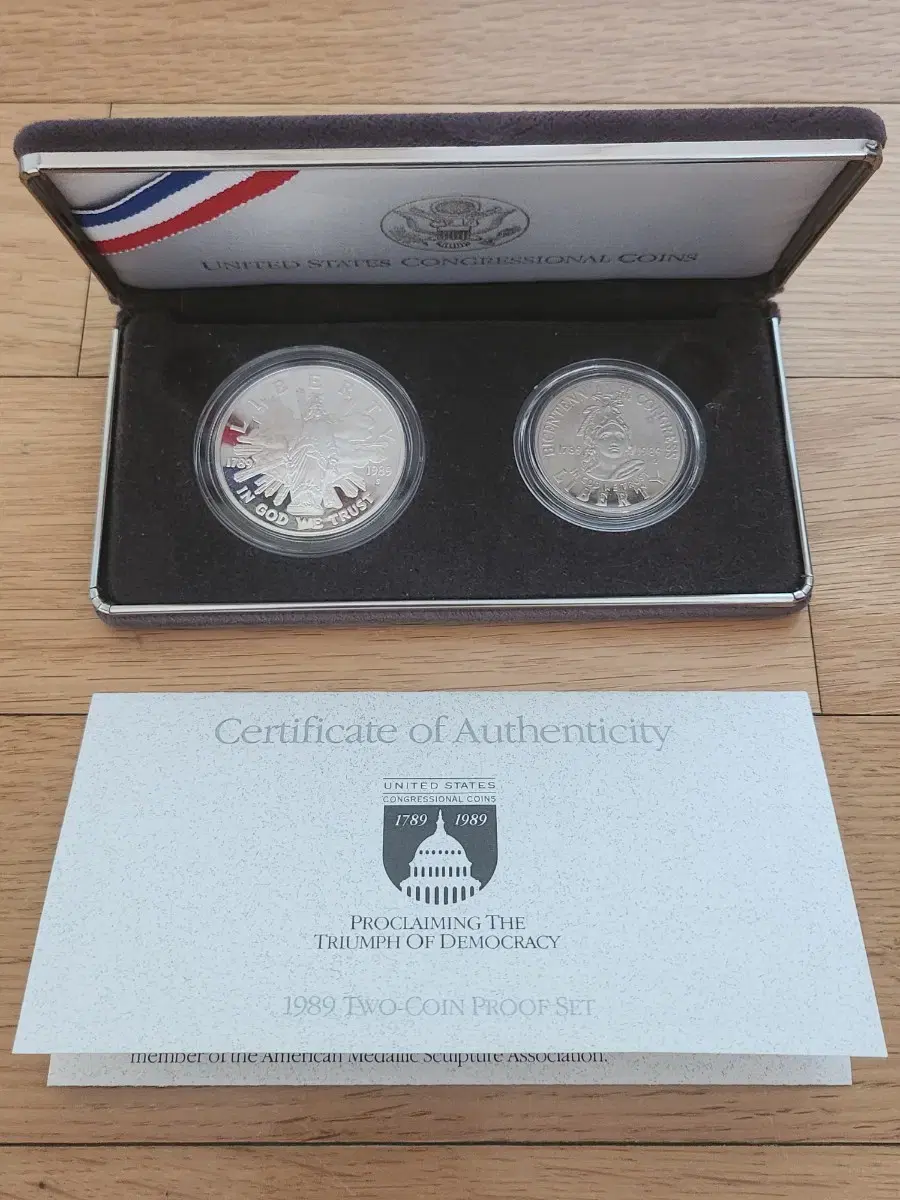 UNITED STATES CONGRESSIONAL COINS
LIBERTY
1789 1989
IN GOD WE TRUST
BICENTENNIAL CONGRESS
1789 1989
LIBERTY
Certificate of Authenticity
UNITED STATES
CONGRESSIONAL COINS
1789 1989
PROCLAIMING THE
TRIUMPH OF DEMOCRACY
1989 TWO-COIN PROOF SET
member of the American Medallic Sculpture Association.